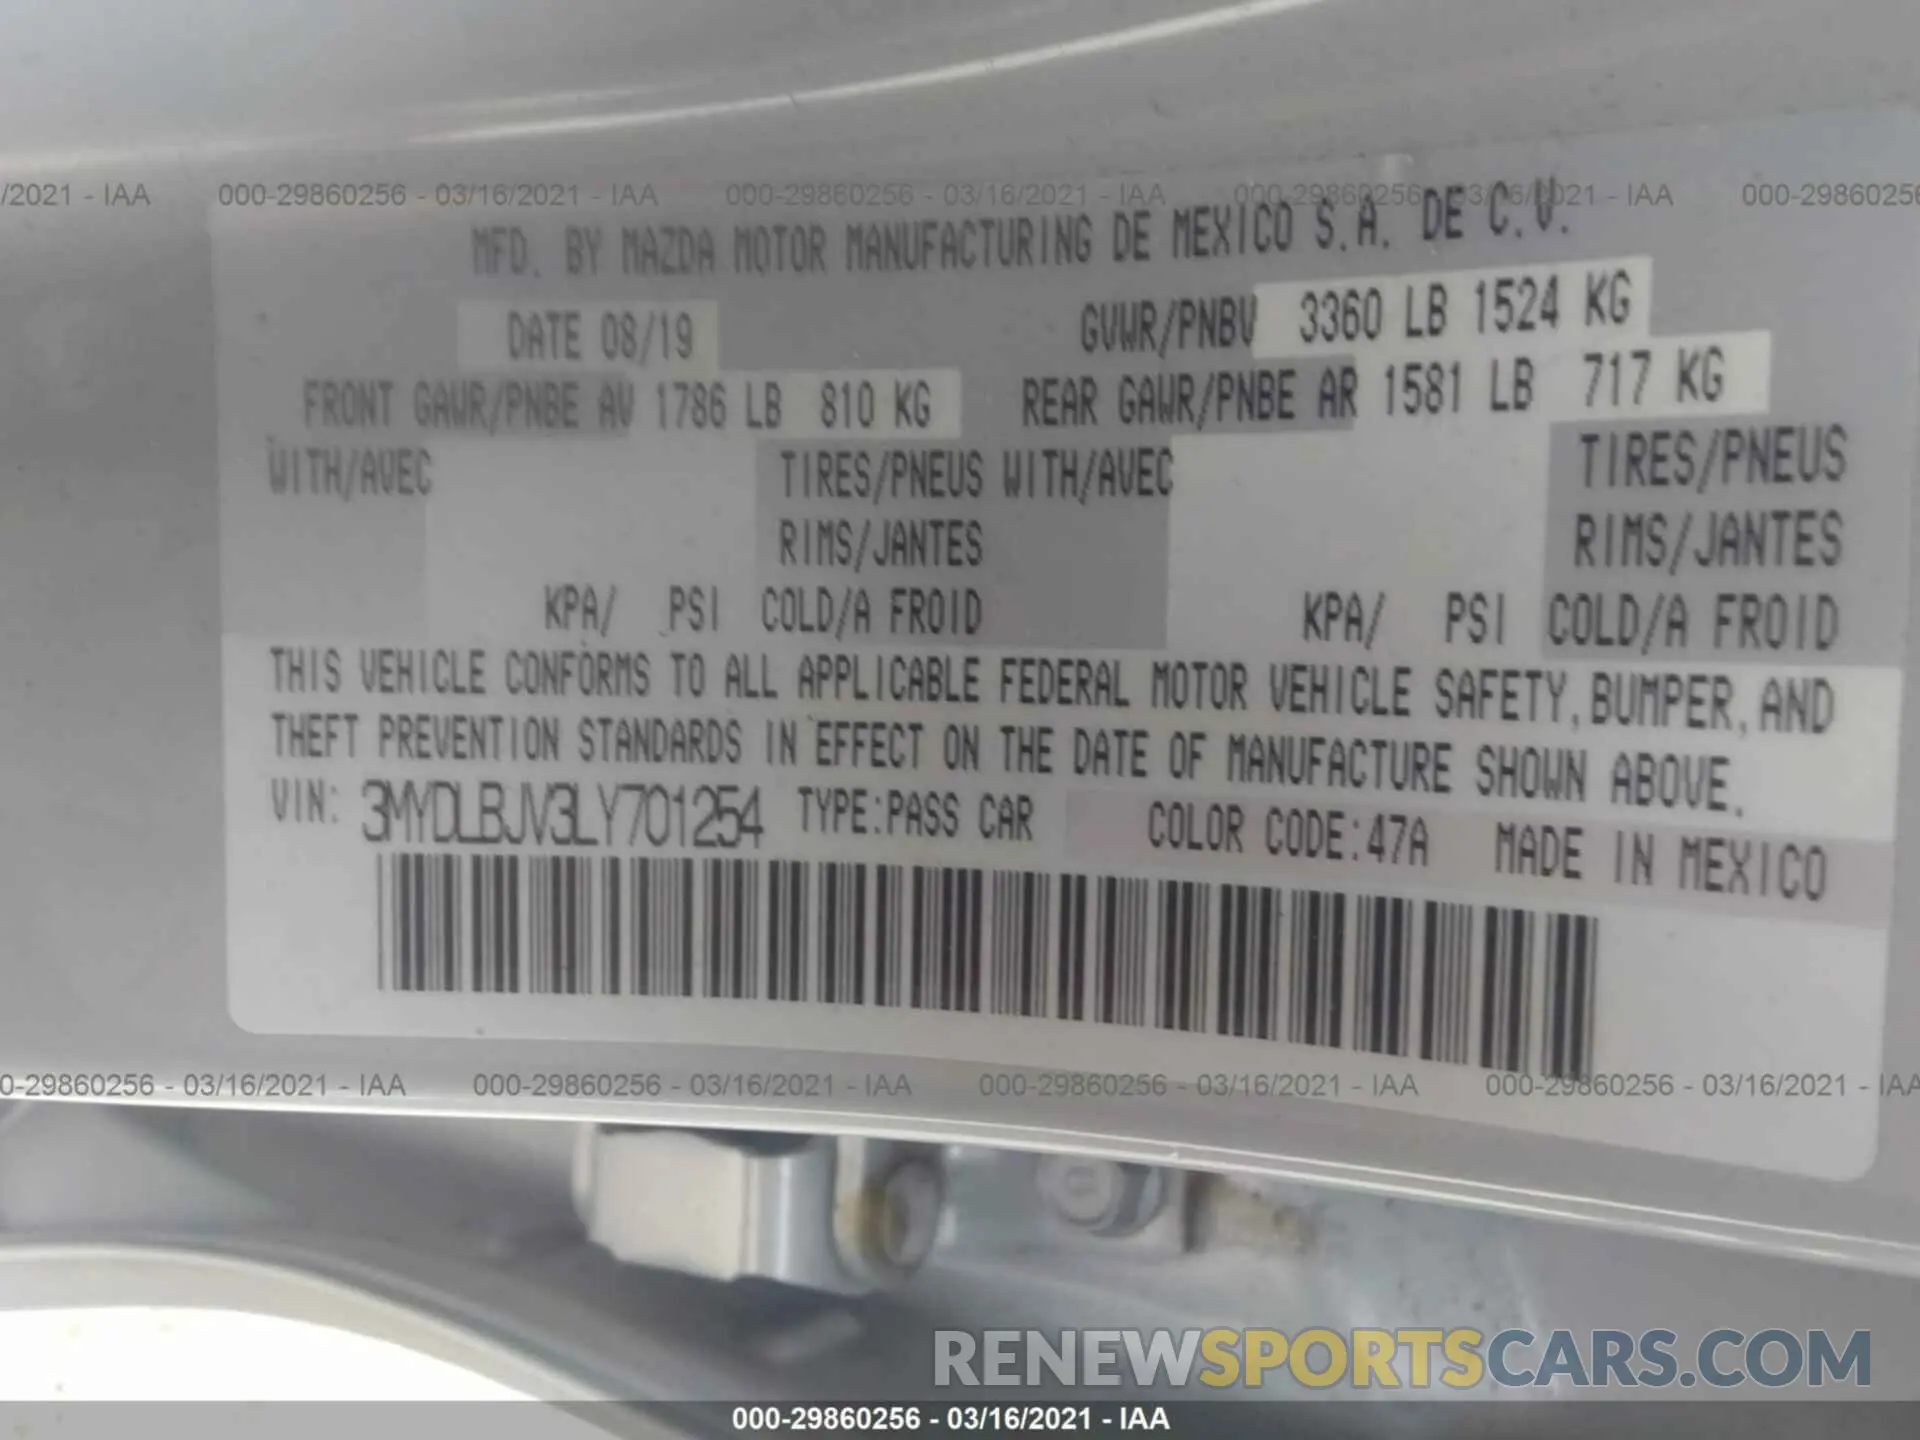 /2021 - IAA 000-29860256 - 03/16/2021 - IAA 000-29860256 - 03/16/2021 - IAA 000-29860256 - 03/16/2021 - IAA 000-29860256
MFD. BY MAZDA MOTOR MANUFACTURING DE MEXICO S.A. DE C.V.
DATE 08/19 GVWR/PNBV 3360 LB 1524 KG
FRONT GAWR/PNBE AV 1786 LB 810 KG REAR GAWR/PNBE AR 1581 LB 717 KG
WITH/AVEC TIRES/PNEUS WITH/AVEC TIRES/PNEUS
RIMS/JANTES RIMS/JANTES
KPA/ PSI COLD/A FROID KPA/ PSI COLD/A FROID
THIS VEHICLE CONFORMS TO ALL APPLICABLE FEDERAL MOTOR VEHICLE SAFETY, BUMPER, AND
THEFT PREVENTION STANDARDS IN EFFECT ON THE DATE OF MANUFACTURE SHOWN ABOVE.
VIN: 3MYDLBJV3LY701254 TYPE:PASS CAR COLOR CODE:47A MADE IN MEXICO
0-29860256 - 03/16/2021 - IAA 000-29860256 - 03/16/2021 - IAA 000-29860256 - 03/16/2021 - IAA 000-29860256 - 03/16/2021 - IAA
RENEWSPORTSCARS.COM
000-29860256 - 03/16/2021 - IAA